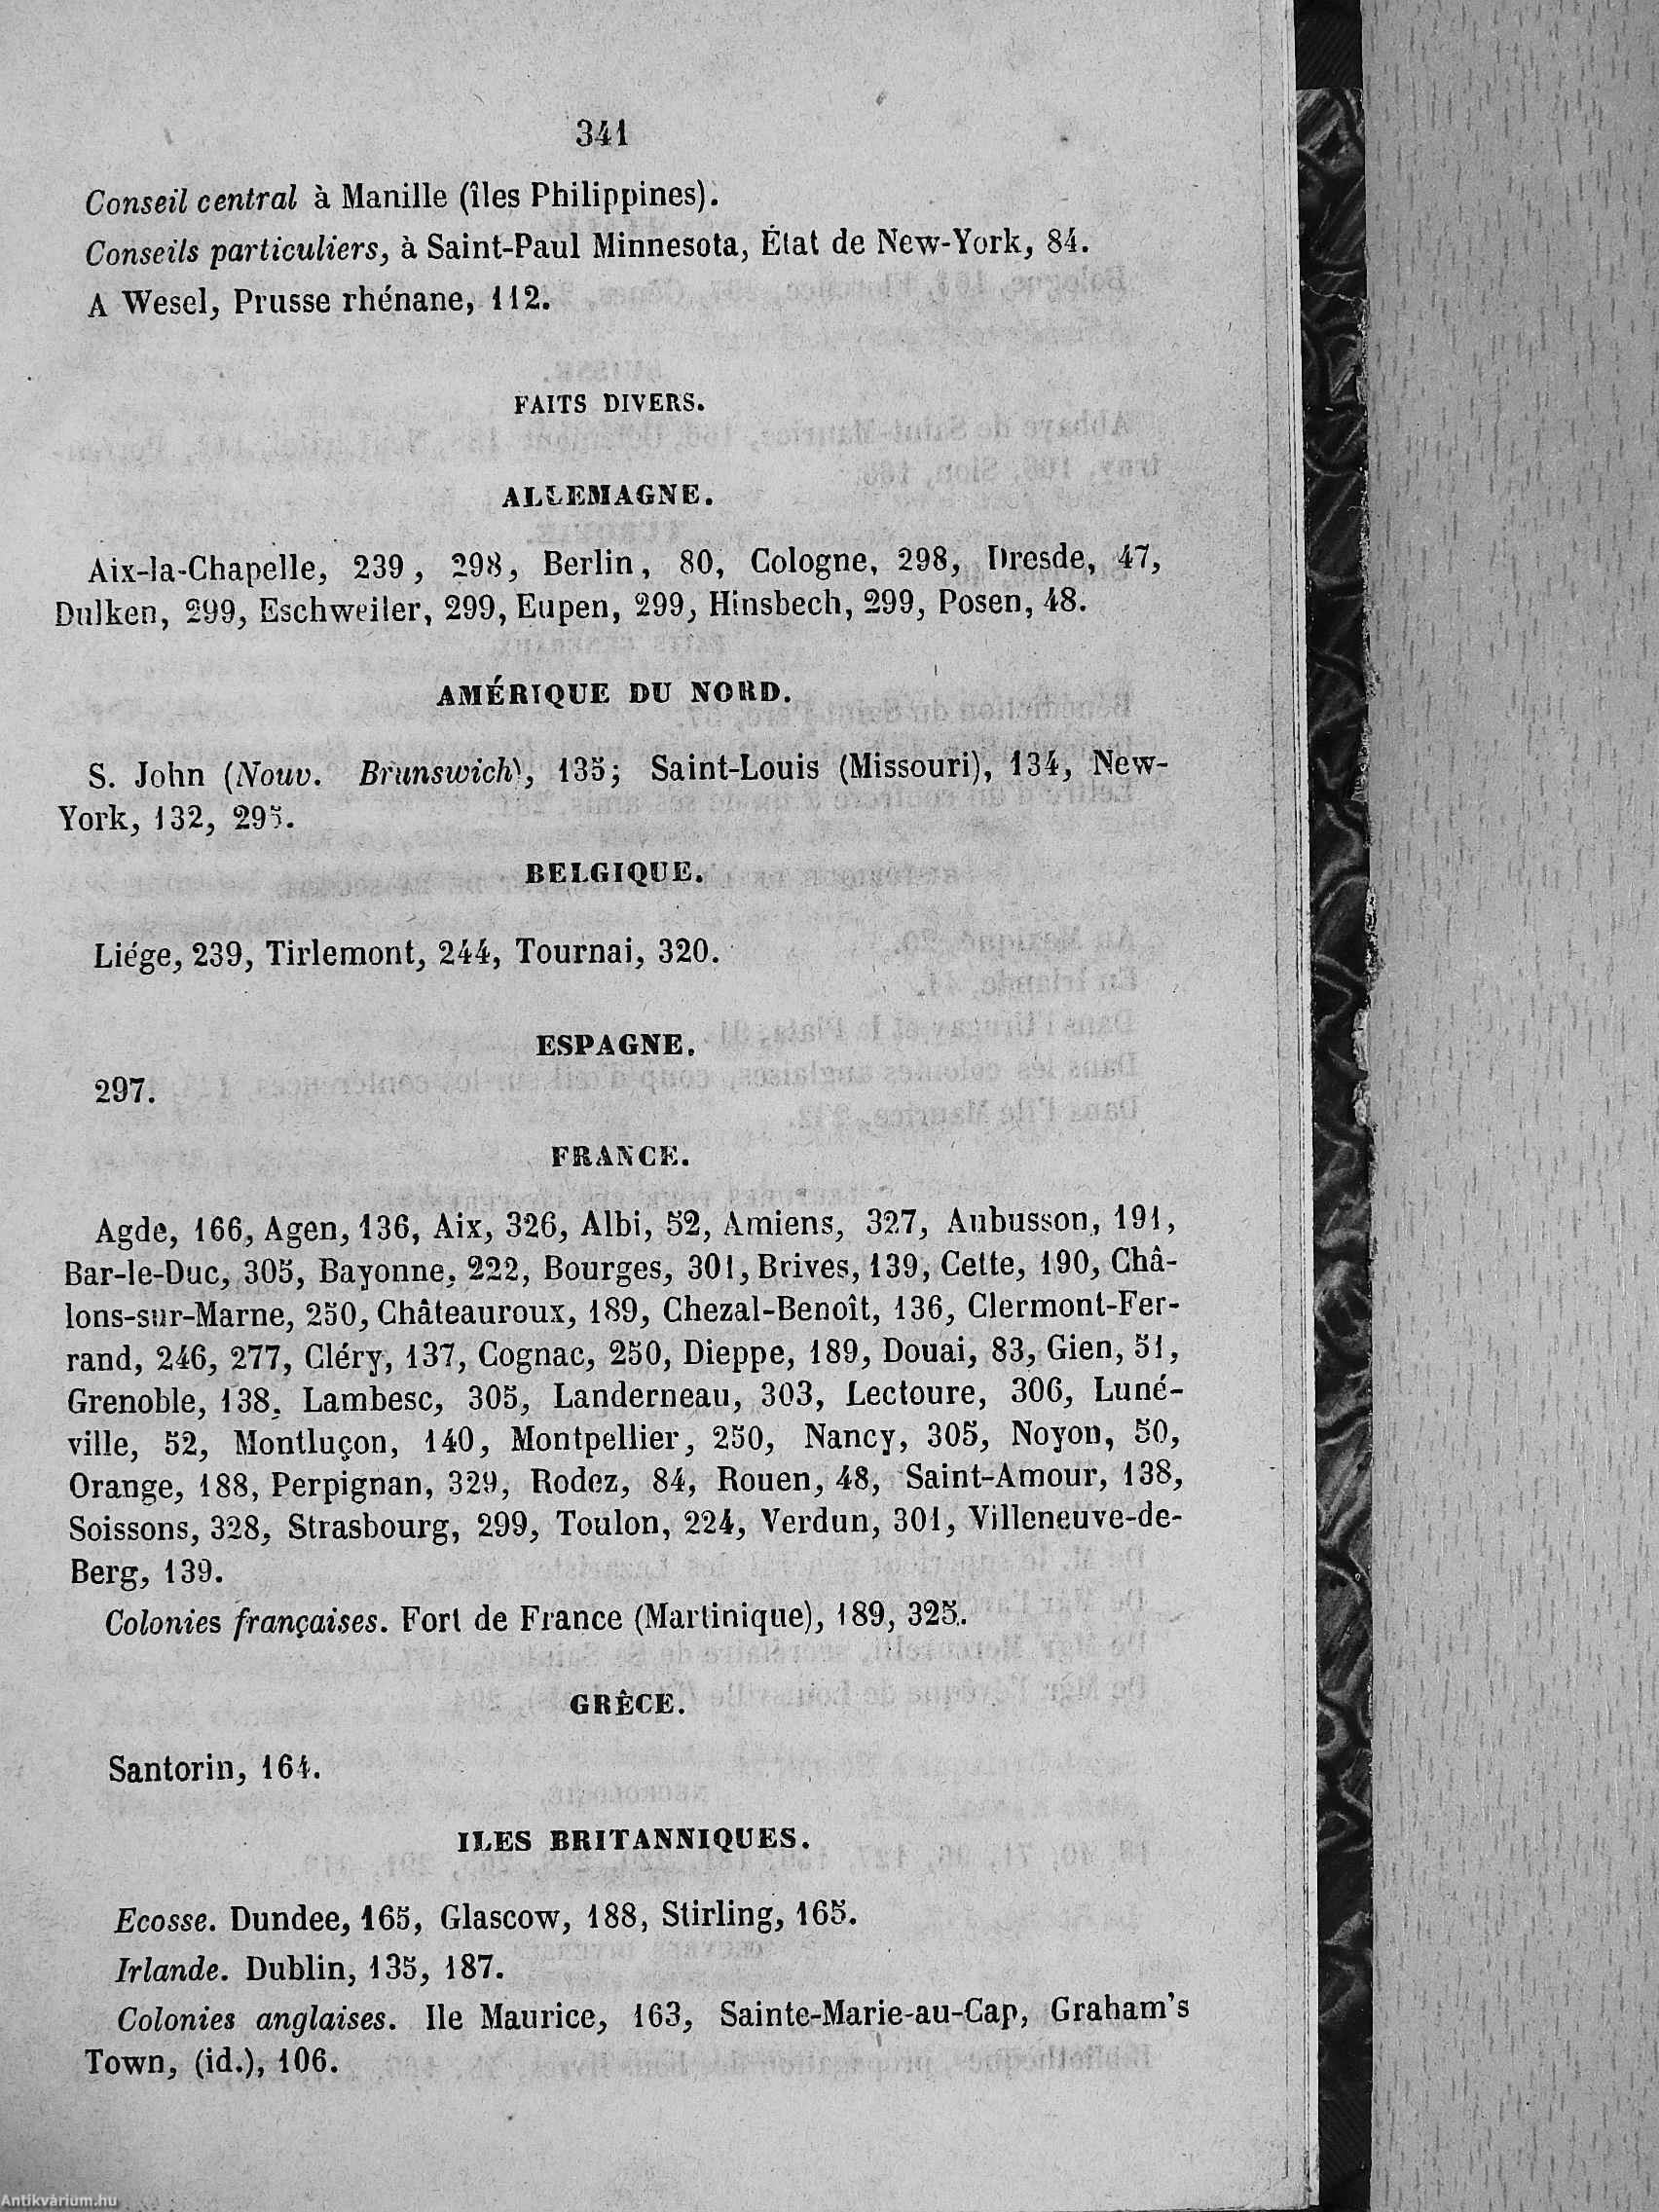 341
Conseil central à Manille (îles Philippines).
Conseils particuliers, à Saint-Paul Minnesota, État de New-York, 84.
A Wesel, Prusse rhénane, 112.
FAITS DIVERS.
ALLEMAGNE.
Aix-la-Chapelle, 239, 298, Berlin, 80, Cologne, 298, Dresde, 47,
Dulken, 299, Eschweiler, 299, Eupen, 299, Hinsbech, 299, Posen, 48.
AMÉRIQUE DU NORD.
S. John (Nouv. Brunswich), 135; Saint-Louis (Missouri), 134, New-
York, 132, 295.
BELGIQUE.
Liége, 239, Tirlemont, 244, Tournai, 320.
ESPAGNE.
297.
FRANCE.
Agde, 166, Agen, 136, Aix, 326, Albi, 52, Amiens, 327, Aubusson, 191,
Bar-le-Duc, 305, Bayonne, 222, Bourges, 301, Brives, 139, Cette, 190, Châ-
lons-sur-Marne, 250, Châteauroux, 189, Chezal-Benoît, 136, Clermont-Fer-
rand, 246, 277, Cléry, 137, Cognac, 250, Dieppe, 189, Douai, 83, Gien, 51,
Grenoble, 138, Lambesc, 305, Landerneau, 303, Lectoure, 306, Luné-
ville, 52, Montluçon, 140, Montpellier, 250, Nancy, 305, Noyon, 50,
Orange, 188, Perpignan, 329, Rodez, 84, Rouen, 48, Saint-Amour, 138,
Soissons, 328, Strasbourg, 299, Toulon, 224, Verdun, 301, Villeneuve-de-
Berg, 139.
Colonies françaises. Fort de France (Martinique), 189, 325.
GRÊCE.
Santorin, 164.
ILES BRITANNIQUES.
Ecosse. Dundee, 165, Glascow, 188, Stirling, 165.
Irlande. Dublin, 135, 187.
Colonies anglaises. Ile Maurice, 163, Sainte-Marie-au-Cap, Graham's
Town, (id.), 106.
Antikvárium.hu